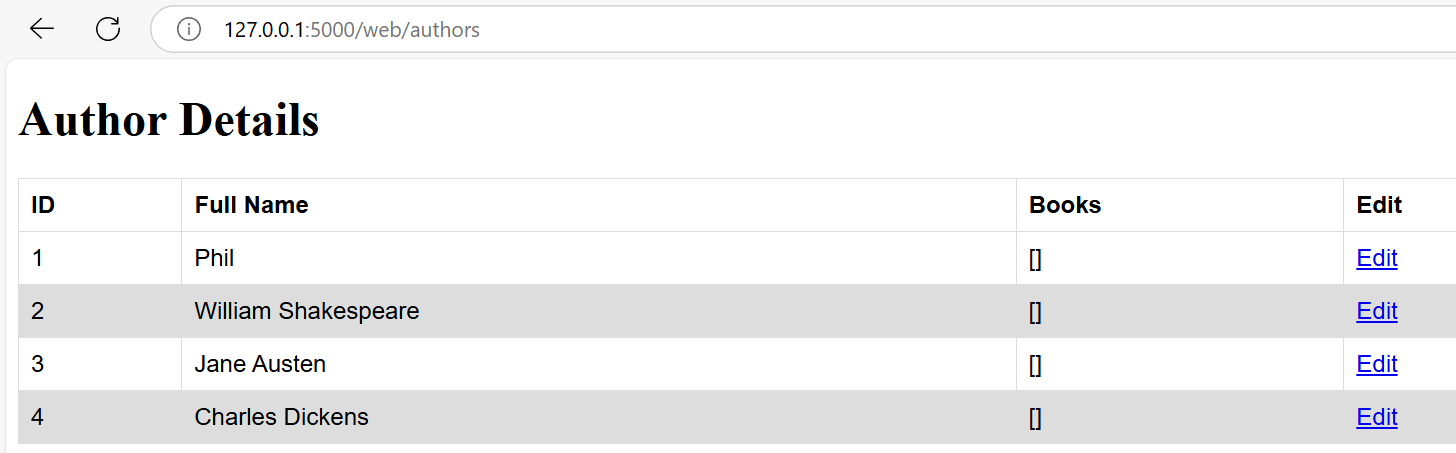 127.0.0.1:5000/web/authors
Author Details
ID Full Name Books Edit
1 Phil [] Edit
2 William Shakespeare [] Edit
3 Jane Austen [] Edit
4 Charles Dickens [] Edit